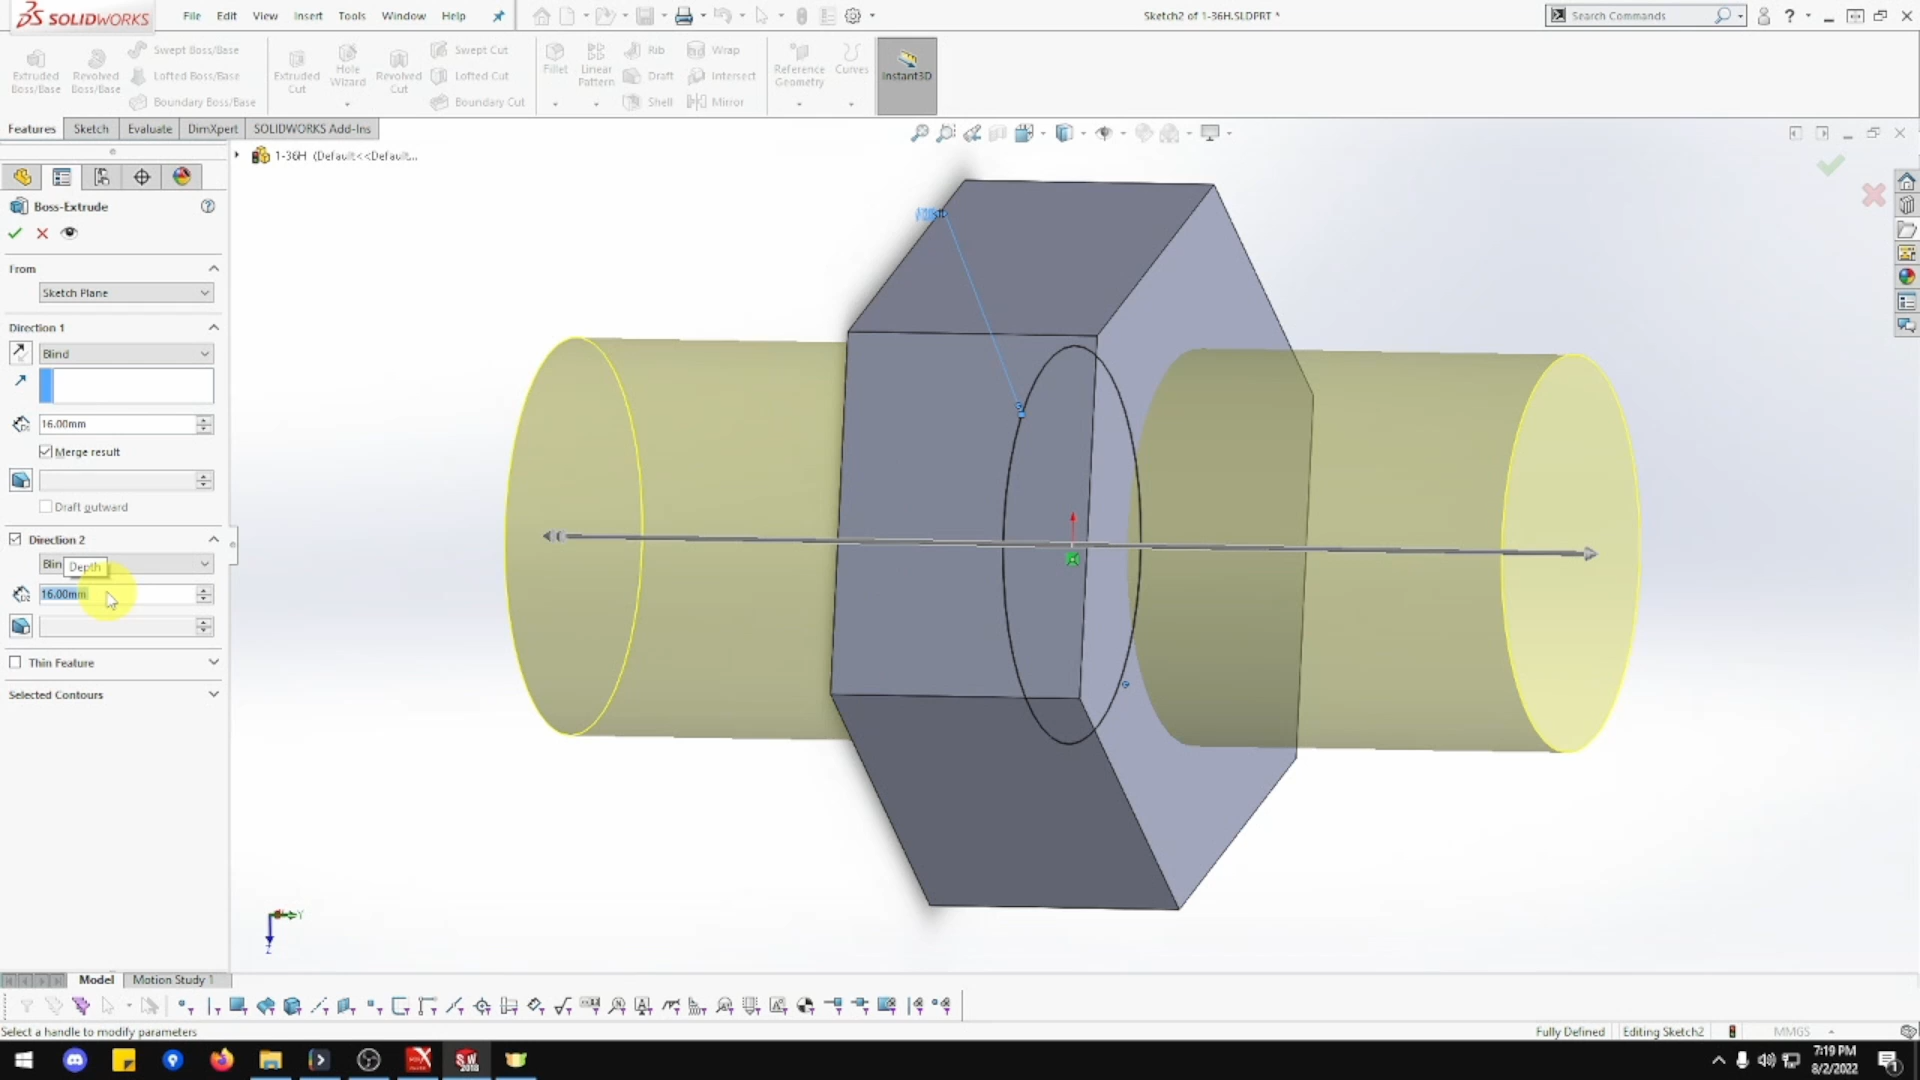 SOLIDWORKS File Edit View Insert Tools Window Help Sketch2 of 1-36H.SLDPRT * Search Commands
Extruded Boss/Base
Revolved Boss/Base
Swept Boss/Base
Lofted Boss/Base
Boundary Boss/Base
Extruded Cut
Hole Wizard
Revolved Cut
Swept Cut
Lofted Cut
Boundary Cut
Fillet
Linear Pattern
Rib
Draft
Shell
Wrap
Intersect
Mirror
Reference Geometry
Curves
Instant3D
Features Sketch Evaluate DimXpert SOLIDWORKS Add-Ins
1-36H (Default<<Default...
Boss-Extrude
From
Sketch Plane
Direction 1
Blind
16.00mm
Merge result
Draft outward
Direction 2
Blin
Depth
16.00mm
Thin Feature
Selected Contours
Y
Z
Model Motion Study 1
Select a handle to modify parameters Fully Defined Editing Sketch2 MMGS
7:19 PM
8/2/2022